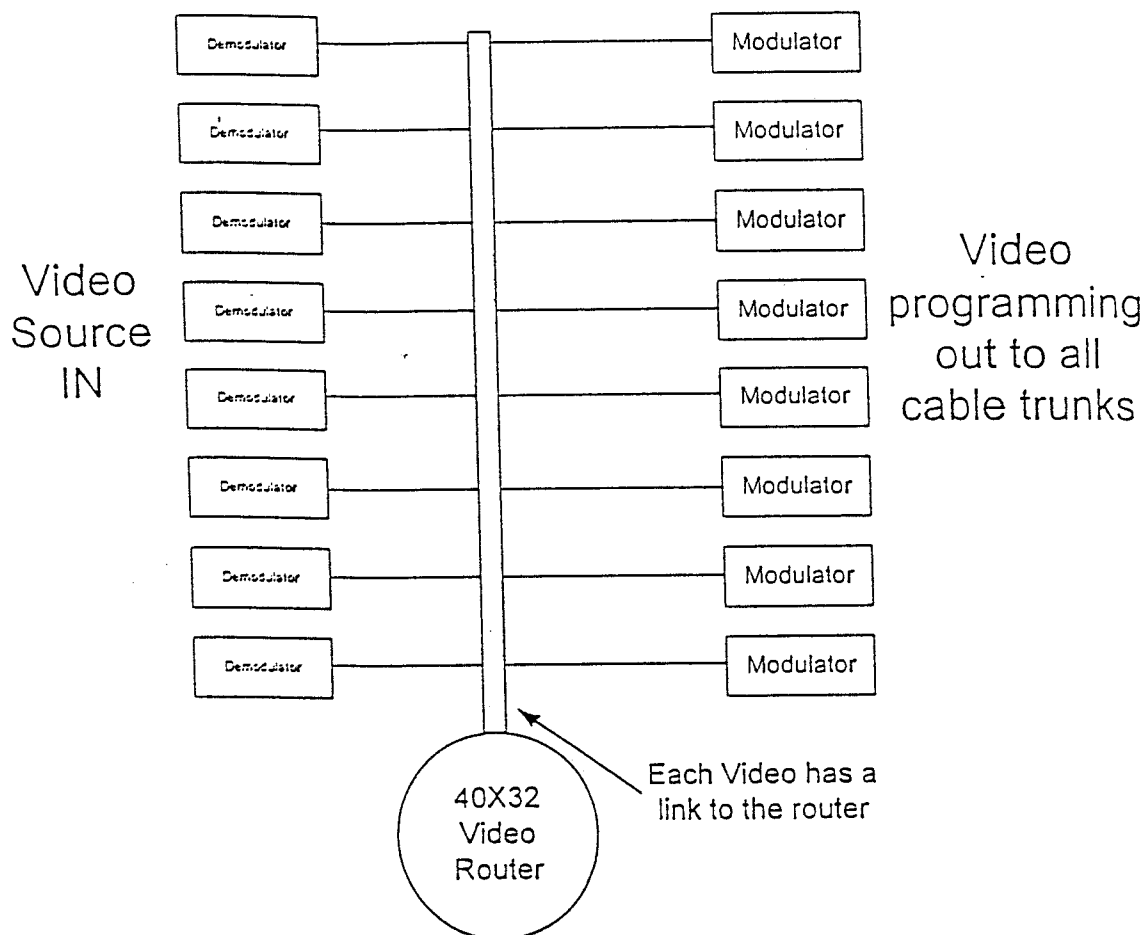 Demodulator
Modulator
Demodulator
Modulator
Demodulator
Modulator
Demodulator
Modulator
Demodulator
Modulator
Demodulator
Modulator
Demodulator
Modulator
Demodulator
Modulator
Video
Source
IN
Video
programming
out to all
cable trunks
Each Video has a
link to the router
40X32
Video
Router